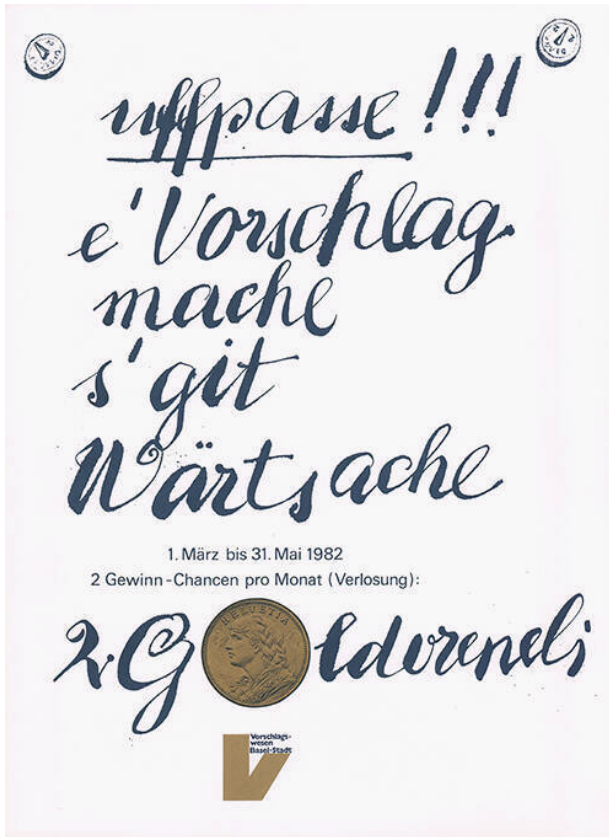 uffpasse!!!
e'Vorschlag
mache
s'git
Wärtsache
1. März bis 31. Mai 1982
2 Gewinn-Chancen pro Monat (Verlosung):
2 Goldvreneli
HELVETIA
Vorschlags-
wesen
Basel-Stadt